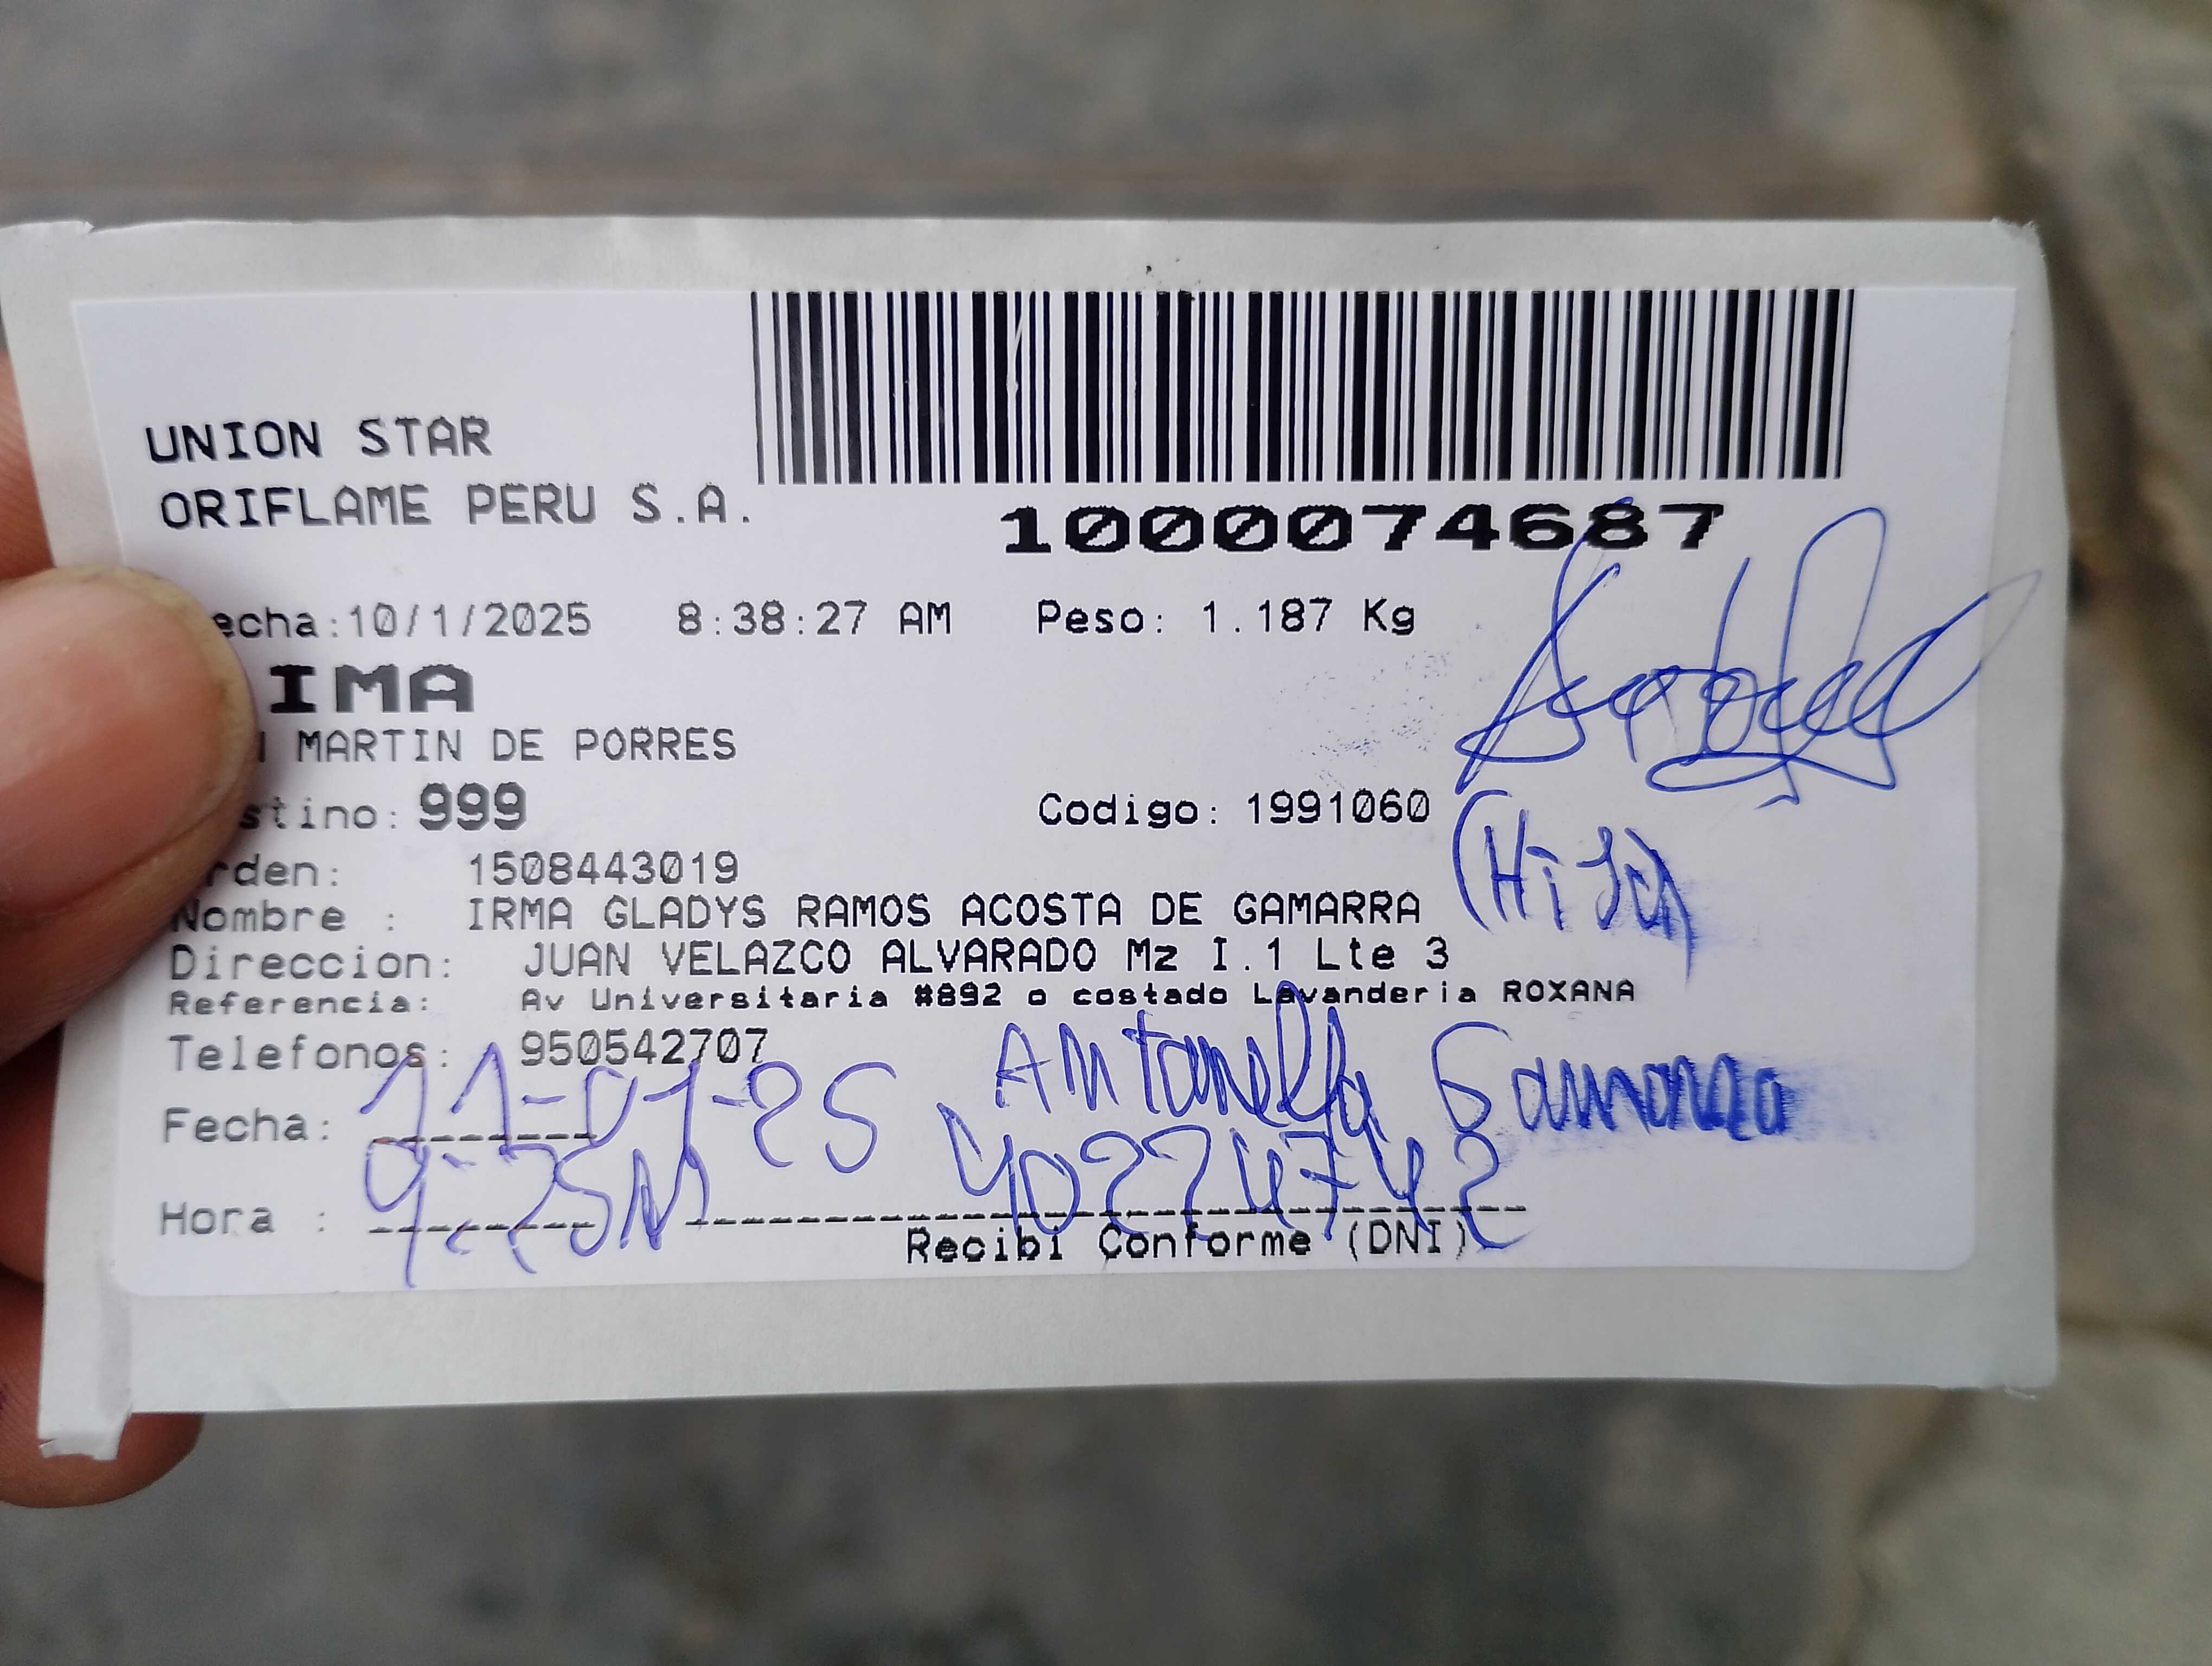 UNION STAR
ORIFLAME PERU S.A.
1000074687
echa:10/1/2025 8:38:27 AM Peso: 1.187 Kg
IMA
MARTIN DE PORRES
stino: 999 Codigo: 1991060
rden: 1508443019
Nombre : IRMA GLADYS RAMOS ACOSTA DE GAMARRA
(Hija)
Direccion: JUAN VELAZCO ALVARADO Mz I.1 Lte 3
Referencia: Av Universitaria #892 o costado Lavanderia ROXANA
Telefonos: 950542707
Antonella Gamarra
Fecha: 11-01-25
Hora :
Recibi Conforme (DNI)